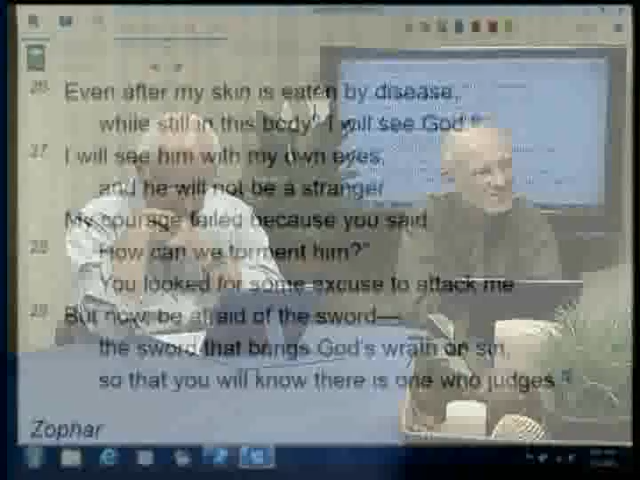 26 Even after my skin is eaten by disease,
while still in this body I will see God.
27 I will see him with my own eyes,
and he will not be a stranger
My courage failed because you said
28 How can we torment him?"
You looked for some excuse to attack me
29 But now, be afraid of the sword—
the sword that brings God's wrath on sin,
so that you will know there is one who judges
Zophar